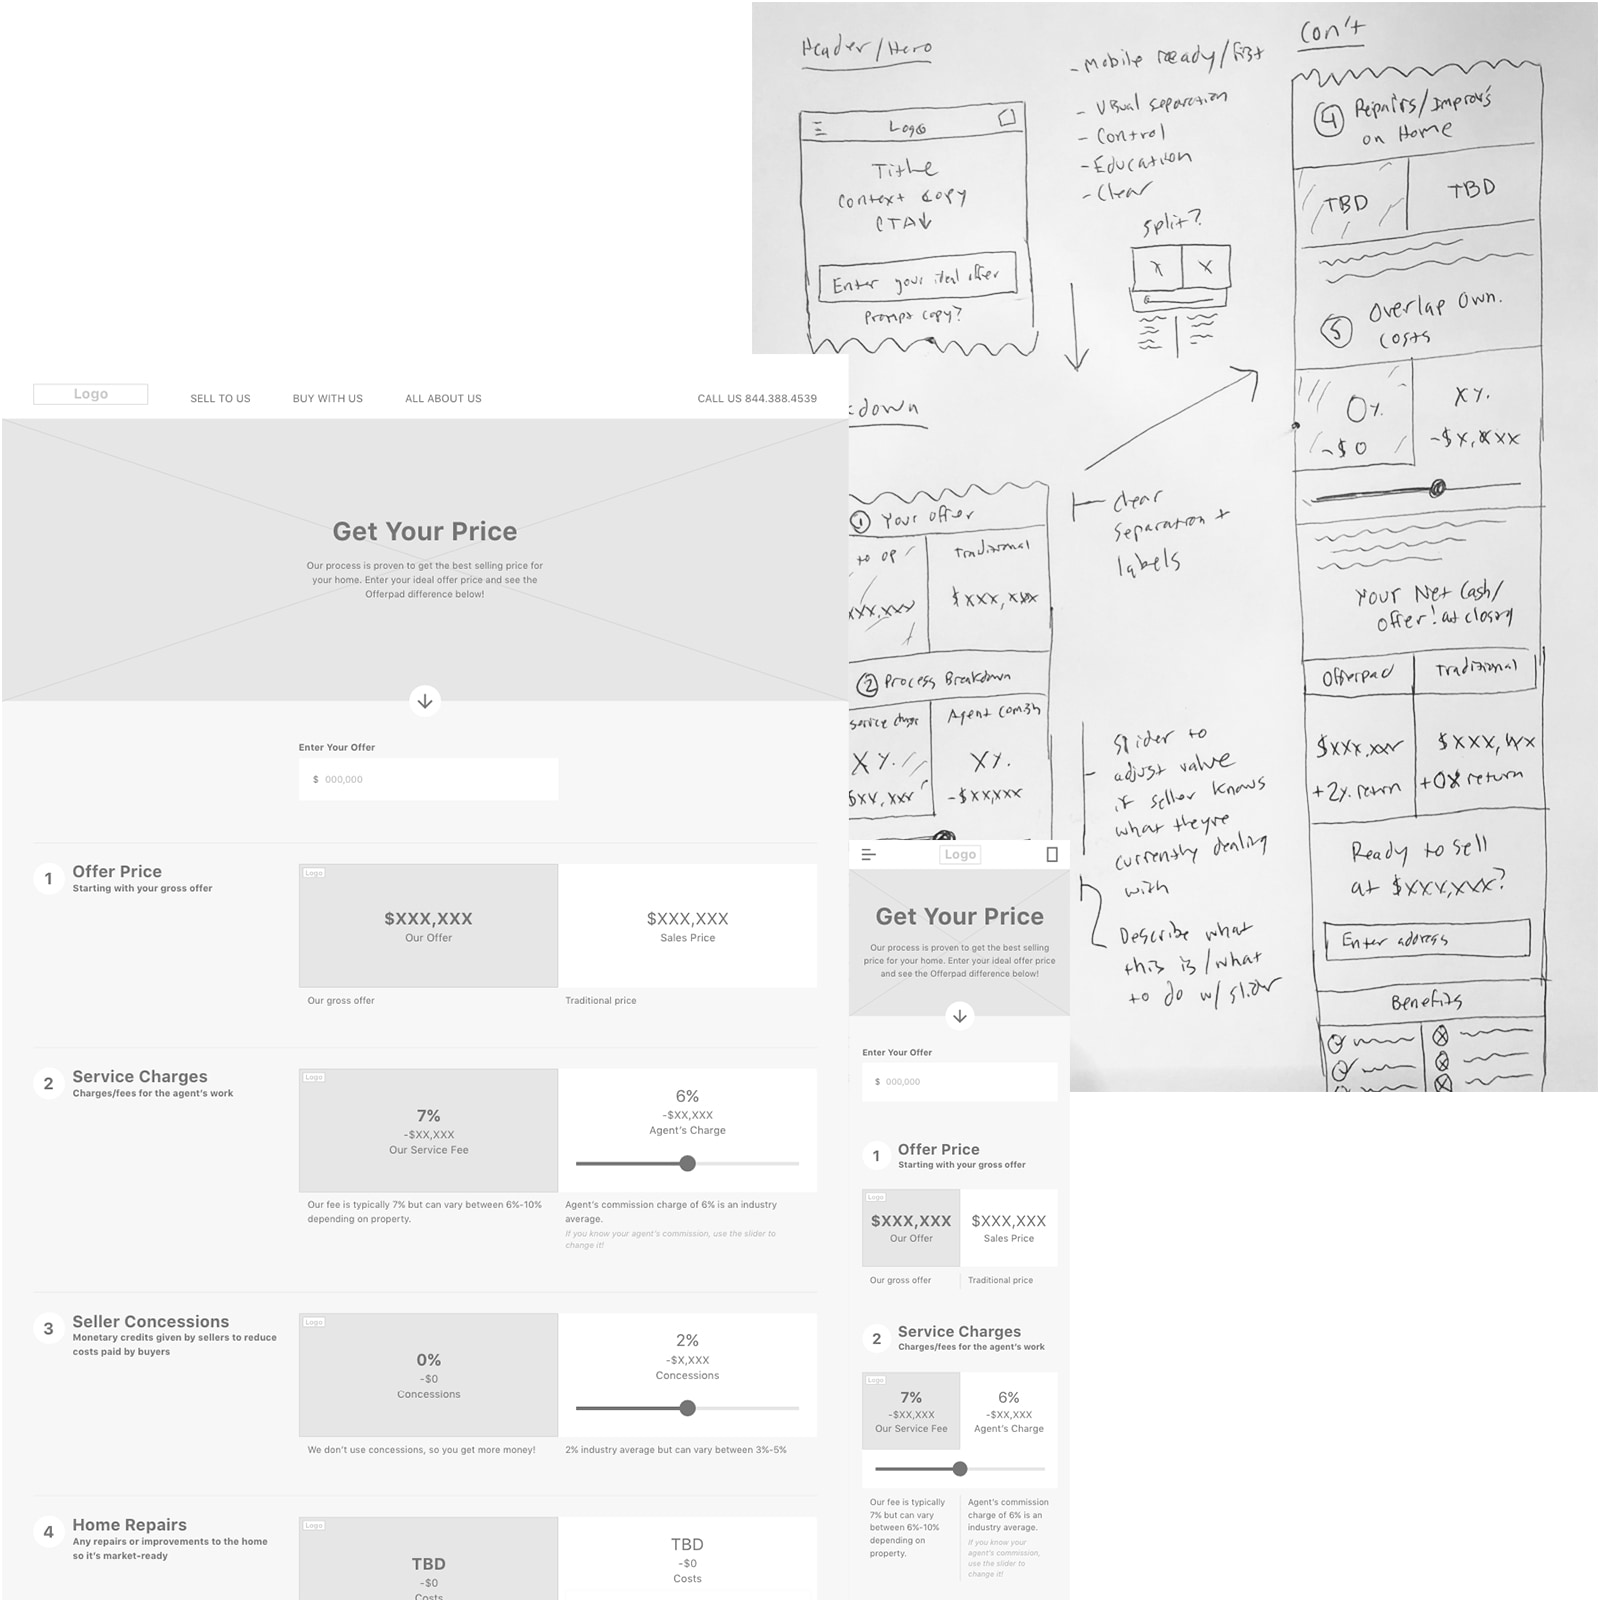 Header/Hero
Logo
Title
Context Copy
CTA↓
Enter your ideal offer
Prompt copy?
- Mobile ready/first
- Visual separation
- Control
- Education
- Clear
Split?
X X
Con't
4 Repairs/Improv's
on Home
TBD TBD
5 Overlap Own.
Costs
0% X%
-$0 -$X,XXX
Your Net Cash/
offer! at closing
Offerpad Traditional
$XXX,XXX $XXX,XXX
+2% return +0% return
Ready to Sell
at $XXX,XXX?
Enter address
Benefits
kdown
1 Your Offer
to OP Traditional
XXX,XXX $XXX,XXX
2 Process Breakdown
service chrgs Agent Comish
X% X%
$XX,XXX -$XX,XXX
Clear
separation +
labels
Slider to
adjust value
if seller knows
what they're
currently dealing
with
Describe what
this is/what
to do w/ slider
Logo SELL TO US BUY WITH US ALL ABOUT US CALL US 844.388.4539
Get Your Price
Our process is proven to get the best selling price for
your home. Enter your ideal offer price and see the
Offerpad difference below!
Enter Your Offer
$ 000,000
1 Offer Price
Starting with your gross offer
Logo
$XXX,XXX $XXX,XXX
Our Offer Sales Price
Our gross offer Traditional price
2 Service Charges
Charges/fees for the agent's work
Logo
7% 6%
-$XX,XXX -$XX,XXX
Our Service Fee Agent's Charge
Our fee is typically 7% but can vary between 6%-10%
depending on property.
Agent's commission charge of 6% is an industry
average.
If you know your agent's commission, use the slider to
change it!
3 Seller Concessions
Monetary credits given by sellers to reduce
costs paid by buyers
Logo
0% 2%
-$0 -$X,XXX
Concessions Concessions
We don't use concessions, so you get more money! 2% industry average but can vary between 3%-5%
4 Home Repairs
Any repairs or improvements to the home
so it's market-ready
Logo
TBD TBD
-$0 -$0
Costs Costs
Logo
Get Your Price
Our process is proven to get the best selling
price for your home. Enter your ideal offer price
and see the Offerpad difference below!
Enter Your Offer
$ 000,000
1 Offer Price
Starting with your gross offer
Logo
$XXX,XXX $XXX,XXX
Our Offer Sales Price
Our gross offer Traditional price
2 Service Charges
Charges/fees for the agent's work
Logo
7% 6%
-$XX,XXX -$XX,XXX
Our Service Fee Agent's Charge
Our fee is typically
7% but can vary
between 6%-10%
depending on
property.
Agent's commission
charge of 6% is an
industry average.
If you know your
agent's commission,
use the slider to
change it!